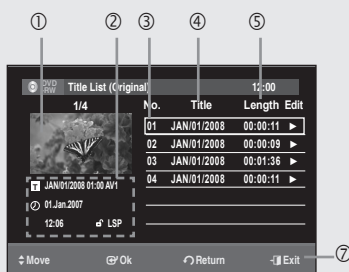 ① ② ③ ④ ⑤
DVD-RW Title List (Original) 12:00
1/4 No. Title Length Edit
01 JAN/01/2008 00:00:11 ►
02 JAN/01/2008 00:00:09 ►
03 JAN/01/2008 00:01:36 ►
04 JAN/01/2008 00:00:11 ►
T JAN/01/2008 01:00 AV1
01.Jan.2007
12:06 LSP
Move Ok Return Exit ⑦